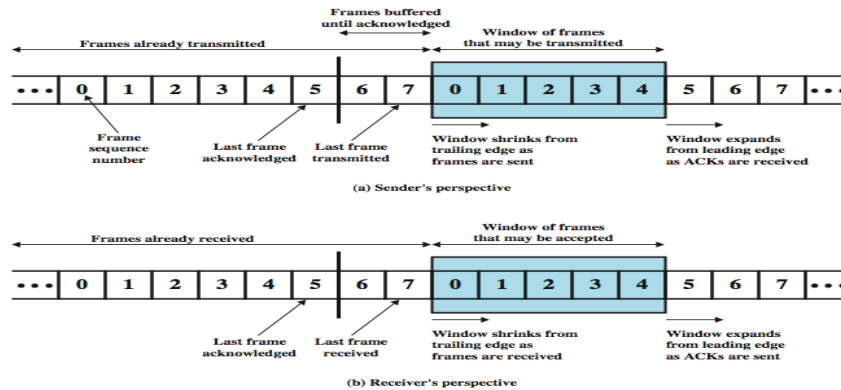 Frames buffered
until acknowledged
Frames already transmitted
Window of frames
that may be transmitted
••• 0 1 2 3 4 5 6 7 0 1 2 3 4 5 6 7 •••
Frame
sequence
number
Last frame
acknowledged
Last frame
transmitted
Window shrinks from
trailing edge as
frames are sent
Window expands
from leading edge
as ACKs are received
(a) Sender's perspective
Frames already received
Window of frames
that may be accepted
••• 0 1 2 3 4 5 6 7 0 1 2 3 4 5 6 7 •••
Last frame
acknowledged
Last frame
received
Window shrinks from
trailing edge as
frames are received
Window expands
from leading edge
as ACKs are sent
(b) Receiver's perspective